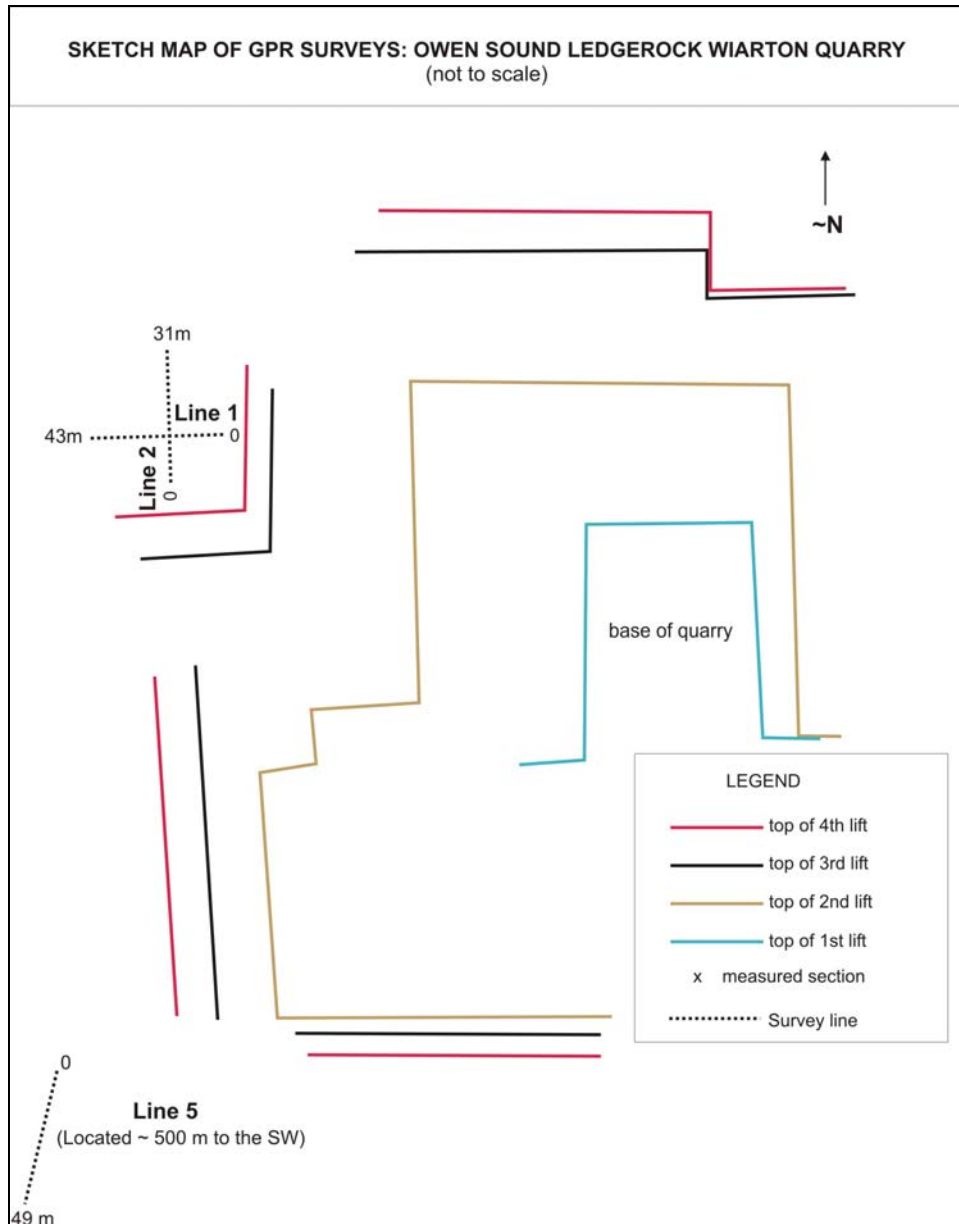 SKETCH MAP OF GPR SURVEYS: OWEN SOUND LEDGEROCK WIARTON QUARRY
(not to scale)
~N
31m
Line 1
43m
0
Line 2
0
base of quarry
LEGEND
top of 4th lift
top of 3rd lift
top of 2nd lift
top of 1st lift
x measured section
Survey line
0
Line 5
(Located ~ 500 m to the SW)
49 m